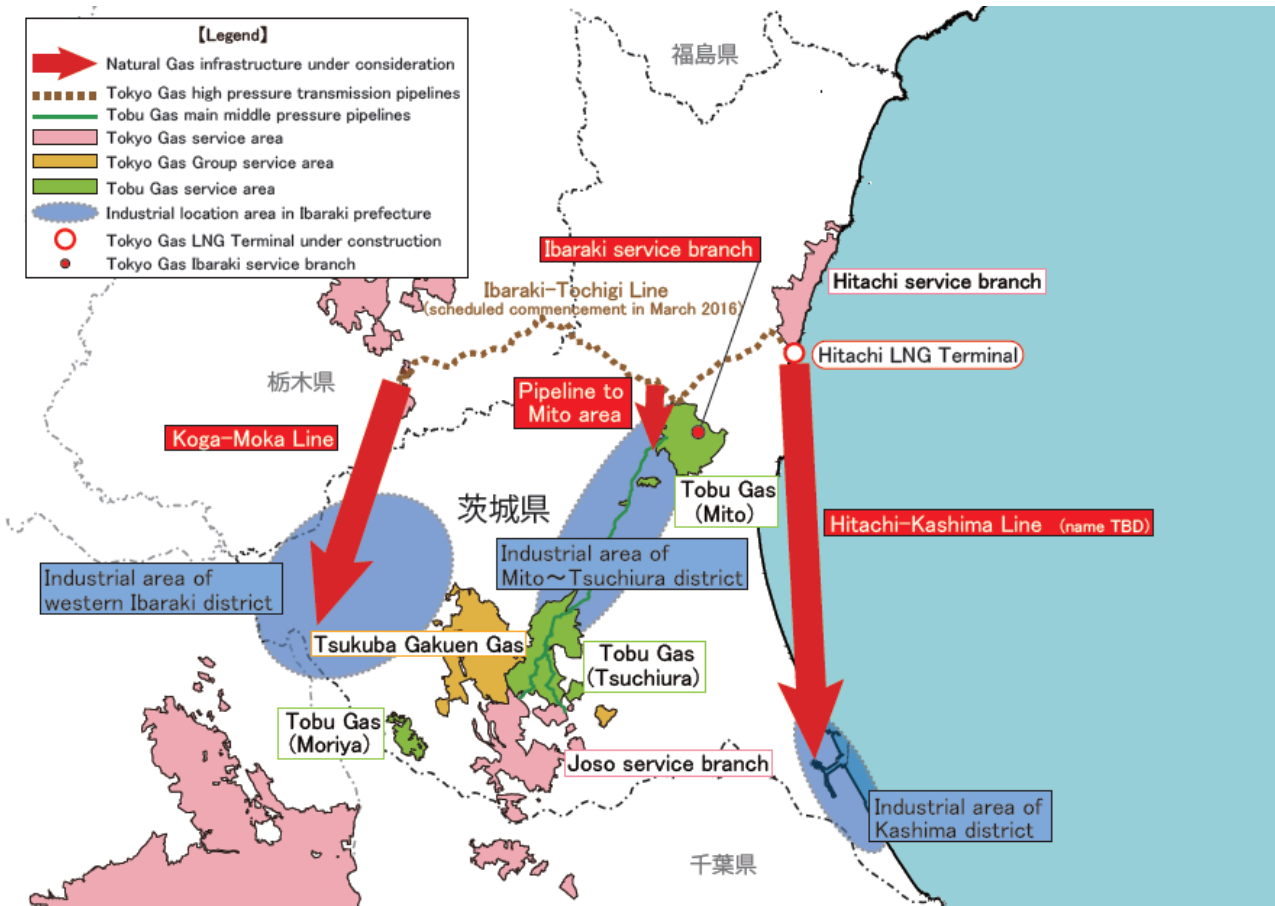 【Legend】
Natural Gas infrastructure under consideration
Tokyo Gas high pressure transmission pipelines
Tobu Gas main middle pressure pipelines
Tokyo Gas service area
Tokyo Gas Group service area
Tobu Gas service area
Industrial location area in Ibaraki prefecture
Tokyo Gas LNG Terminal under construction
Tokyo Gas Ibaraki service branch
福島県
Ibaraki service branch
Hitachi service branch
Ibaraki-Tochigi Line
(scheduled commencement in March 2016)
Hitachi LNG Terminal
栃木県
Pipeline to
Mito area
Koga-Moka Line
茨城県
Tobu Gas
(Mito)
Hitachi-Kashima Line (name TBD)
Industrial area of
Mito～Tsuchiura district
Industrial area of
western Ibaraki district
Tsukuba Gakuen Gas
Tobu Gas
(Tsuchiura)
Tobu Gas
(Moriya)
Joso service branch
Industrial area of
Kashima district
千葉県